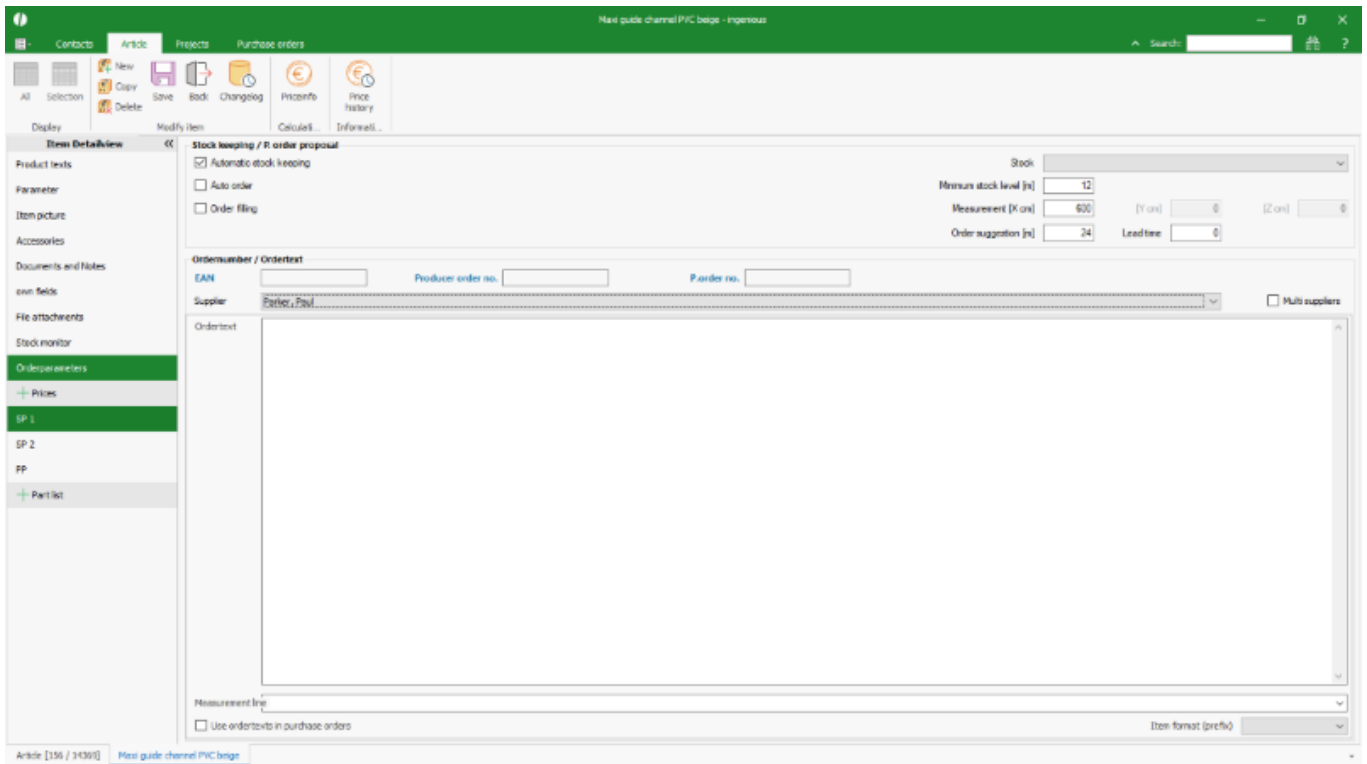 Maxi guide channel PVC beige - ingenious
Contacts Article Projects Purchase orders Search: ?
All Selection New Copy Delete Save Back Changelog Priceinfo Price history
Display Modify item Calculati... Informati...
Item Detailview
Product texts
Parameter
Item picture
Accessories
Documents and Notes
own fields
File attachments
Stock monitor
Orderparameters
Prices
SP 1
SP 2
PP
Part list
Stock keeping / P. order proposal
Automatic stock keeping Stock
Auto order Minimum stock level [m] 12
Order filling Measurement [X cm] 600 [Y cm] 0 [Z cm] 0
Order suggestion [m] 24 Lead time 0
Ordernumber / Ordertext
EAN Producer order no. P.order no.
Supplier Parker, Paul Multi suppliers
Ordertext
Measurement line
Use ordertexts in purchase orders Item format (prefix)
Article [156 / 14369] Maxi guide channel PVC beige